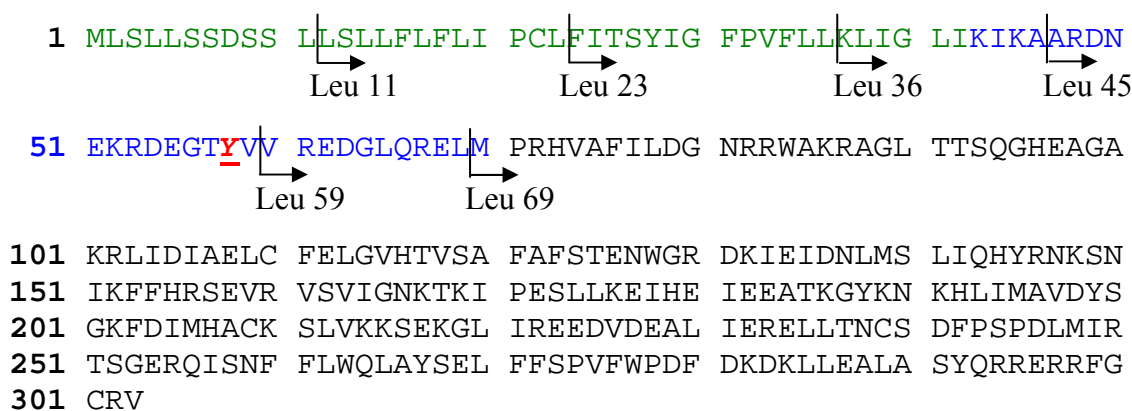 1 MLSLLSSDSS LLSLLFLFLI PCLFITSYIG FPVFLLKLIG LIKIKAARDN
Leu 11 Leu 23 Leu 36 Leu 45
51 EKRDEGTYVV REDGLQRELM PRHVAFILDG NRRWAKRAGL TTSQGHEAGA
Leu 59 Leu 69
101 KRLIDIAELC FELGVHTVSA FAFSTENWGR DKIEIDNLMS LIQHYRNKSN
151 IKFFHRSEVR VSVIGNKTKI PESLLKEIHE IEEATKGYKN KHLIMAVDYS
201 GKFDIMHACK SLVKKSEKGL IREEDVDEAL IERELLTNCS DFPSPDLMIR
251 TSGERQISNF FLWQLAYSEL FFSPVFWPDF DKDKLLEALA SYQRRERRFG
301 CRV